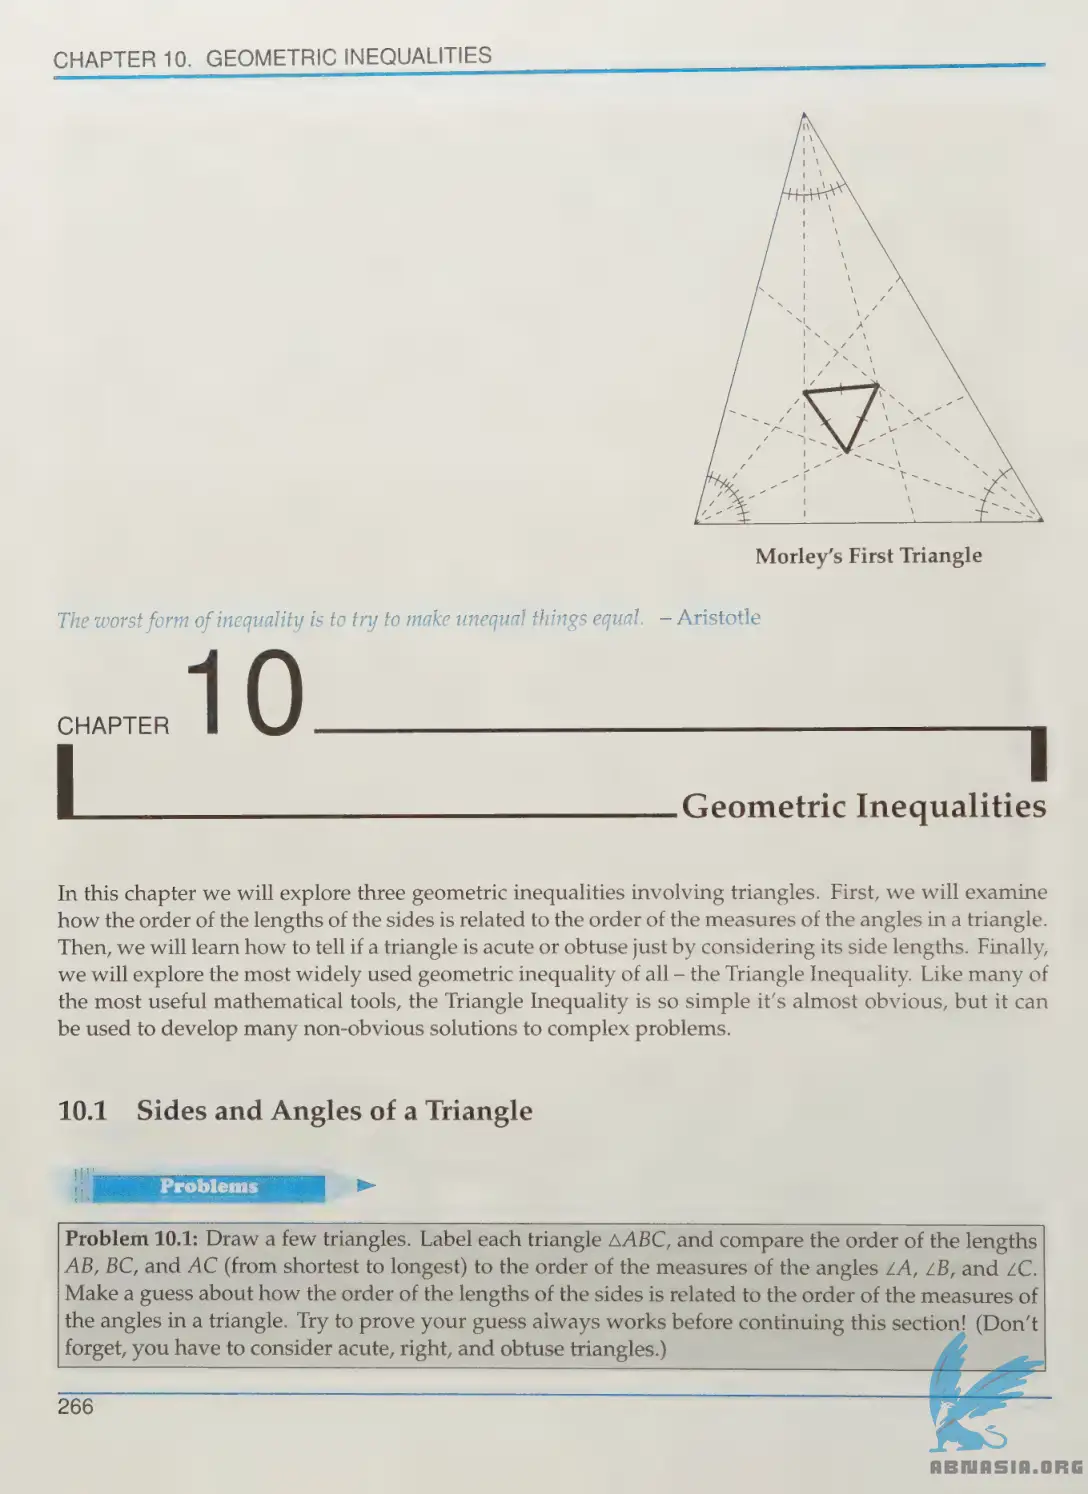 CHAPTER 10. GEOMETRIC INEQUALITIES
Morley's First Triangle
The worst form of inequality is to try to make unequal things equal. – Aristotle
CHAPTER 10
Geometric Inequalities
In this chapter we will explore three geometric inequalities involving triangles. First, we will examine
how the order of the lengths of the sides is related to the order of the measures of the angles in a triangle.
Then, we will learn how to tell if a triangle is acute or obtuse just by considering its side lengths. Finally,
we will explore the most widely used geometric inequality of all – the Triangle Inequality. Like many of
the most useful mathematical tools, the Triangle Inequality is so simple it's almost obvious, but it can
be used to develop many non-obvious solutions to complex problems.
10.1 Sides and Angles of a Triangle
Problems
Problem 10.1: Draw a few triangles. Label each triangle △ABC, and compare the order of the lengths
AB, BC, and AC (from shortest to longest) to the order of the measures of the angles ∠A, ∠B, and ∠C.
Make a guess about how the order of the lengths of the sides is related to the order of the measures of
the angles in a triangle. Try to prove your guess always works before continuing this section! (Don't
forget, you have to consider acute, right, and obtuse triangles.)
266
ABNASIA.ORG